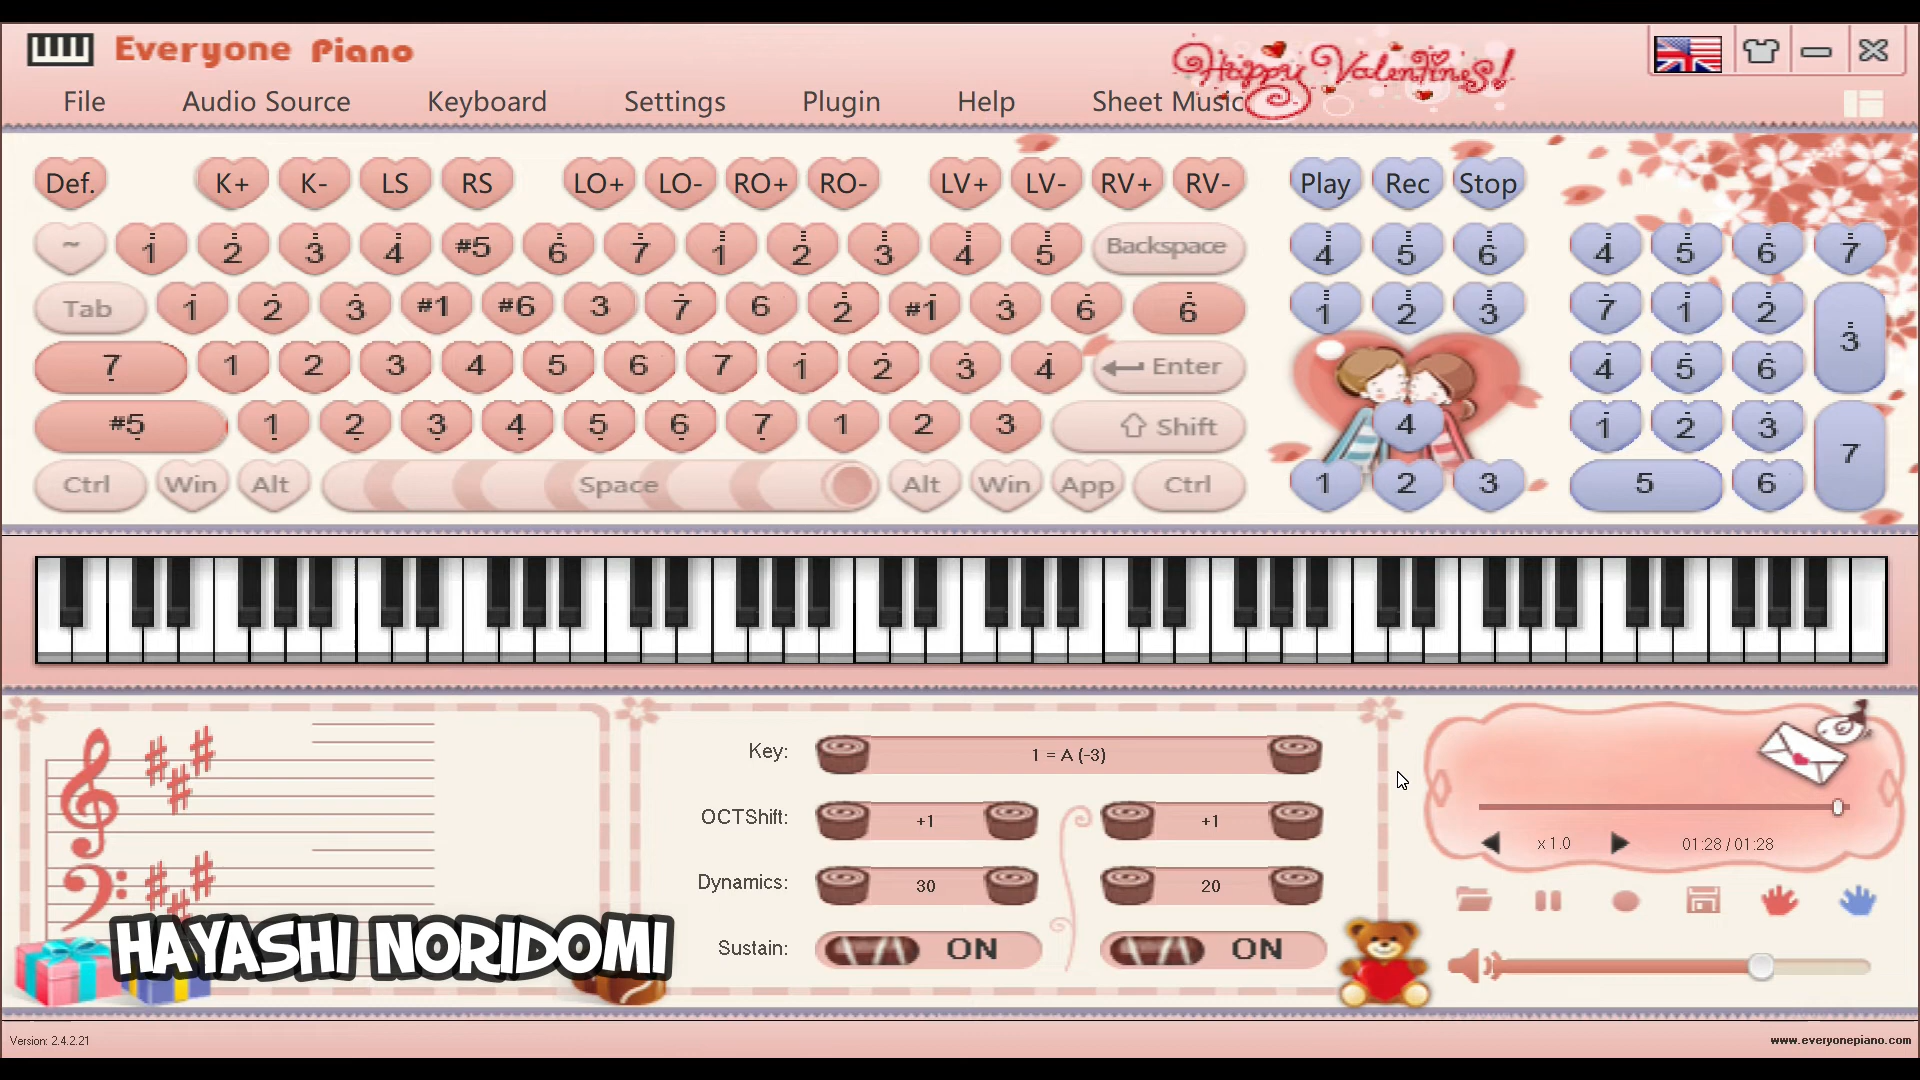 Everyone Piano
Happy Valentines!
File Audio Source Keyboard Settings Plugin Help Sheet Music
Def. K+ K- LS RS LO+ LO- RO+ RO- LV+ LV- RV+ RV- Play Rec Stop
~ 1 2 3 4 #5 6 7 1 2 3 4 5 Backspace 4 5 6 4 5 6 7
Tab 1 2 3 #1 #6 3 7 6 2 #1 3 6 6 1 2 3 7 1 2 3
7 1 2 3 4 5 6 7 1 2 3 4 Enter 4 5 6
#5 1 2 3 4 5 6 7 1 2 3 Shift 4 1 2 3 7
Ctrl Win Alt Space Alt Win App Ctrl 1 2 3 5 6
Key: 1 = A (-3)
OCTShift: +1 +1
Dynamics: 30 20
Sustain: ON ON
x 1.0 01:28 / 01:28
HAYASHI NORIDOMI
Version: 2.4.2.21
www.everyonepiano.com